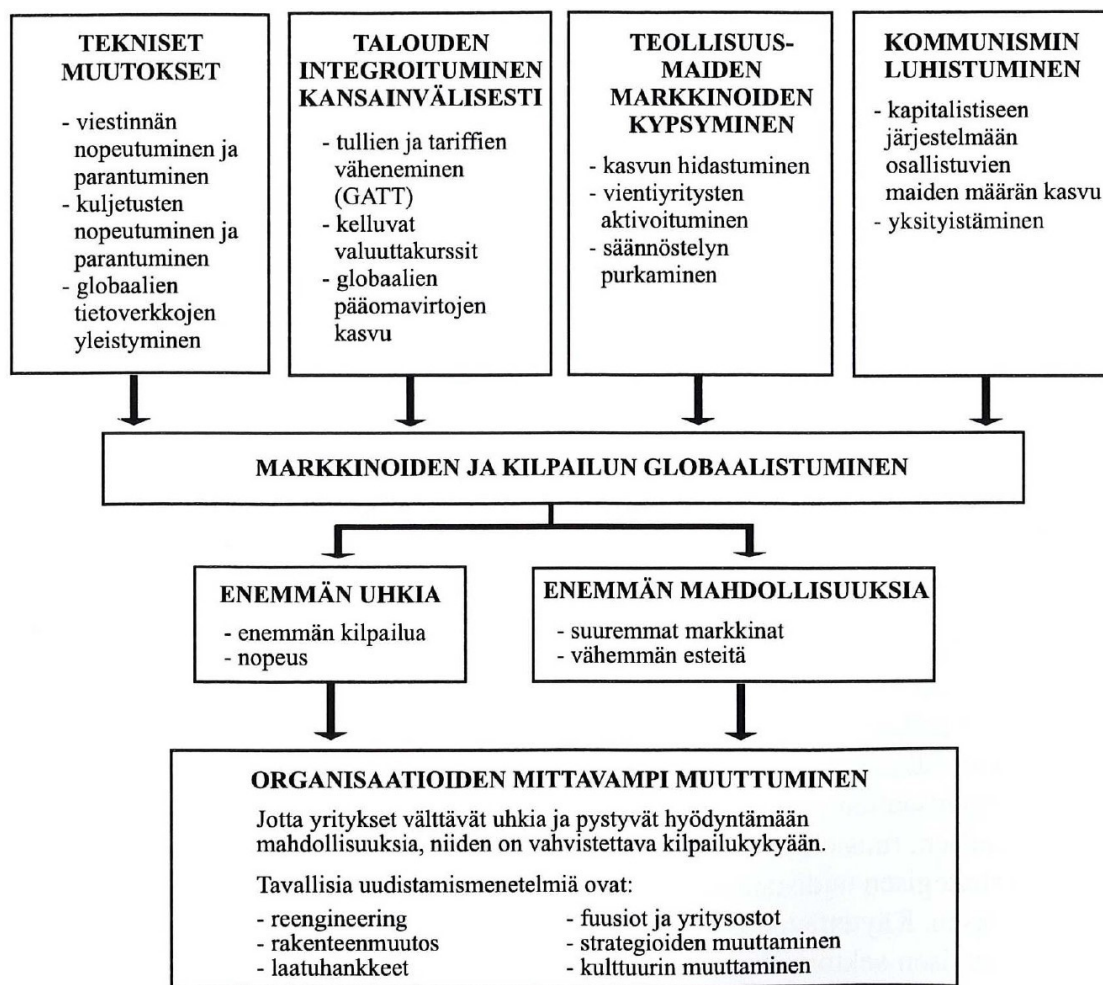 TEKNISET
MUUTOKSET
- viestinnän
nopeutuminen ja
parantuminen
- kuljetusten
nopeutuminen ja
parantuminen
- globaalien
tietoverkkojen
yleistyminen
TALOUDEN
INTEGROITUMINEN
KANSAINVÄLISESTI
- tullien ja tariffien
väheneminen
(GATT)
- kelluvat
valuuttakurssit
- globaalien
pääomavirtojen
kasvu
TEOLLISUUS-
MAIDEN
MARKKINOIDEN
KYPSYMINEN
- kasvun hidastuminen
- vientiyritysten
aktivoituminen
- säännöstelyn
purkaminen
KOMMUNISMIN
LUHISTUMINEN
- kapitalistiseen
järjestelmään
osallistuvien
maiden määrän kasvu
- yksityistäminen
MARKKINOIDEN JA KILPAILUN GLOBAALISTUMINEN
ENEMMÄN UHKIA
- enemmän kilpailua
- nopeus
ENEMMÄN MAHDOLLISUUKSIA
- suuremmat markkinat
- vähemmän esteitä
ORGANISAATIOIDEN MITTAVAMPI MUUTTUMINEN
Jotta yritykset välttävät uhkia ja pystyvät hyödyntämään
mahdollisuuksia, niiden on vahvistettava kilpailukykyään.
Tavallisia uudistamismenetelmiä ovat:
- reengineering
- rakenteenmuutos
- laatuhankkeet
- fuusiot ja yritysostot
- strategioiden muuttaminen
- kulttuurin muuttaminen